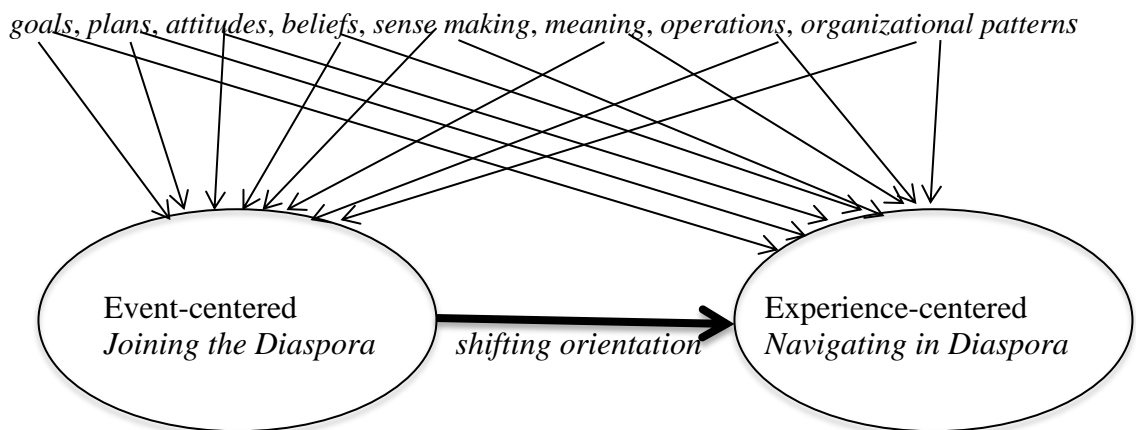 goals, plans, attitudes, beliefs, sense making, meaning, operations, organizational patterns
Event-centered
Joining the Diaspora
shifting orientation
Experience-centered
Navigating in Diaspora